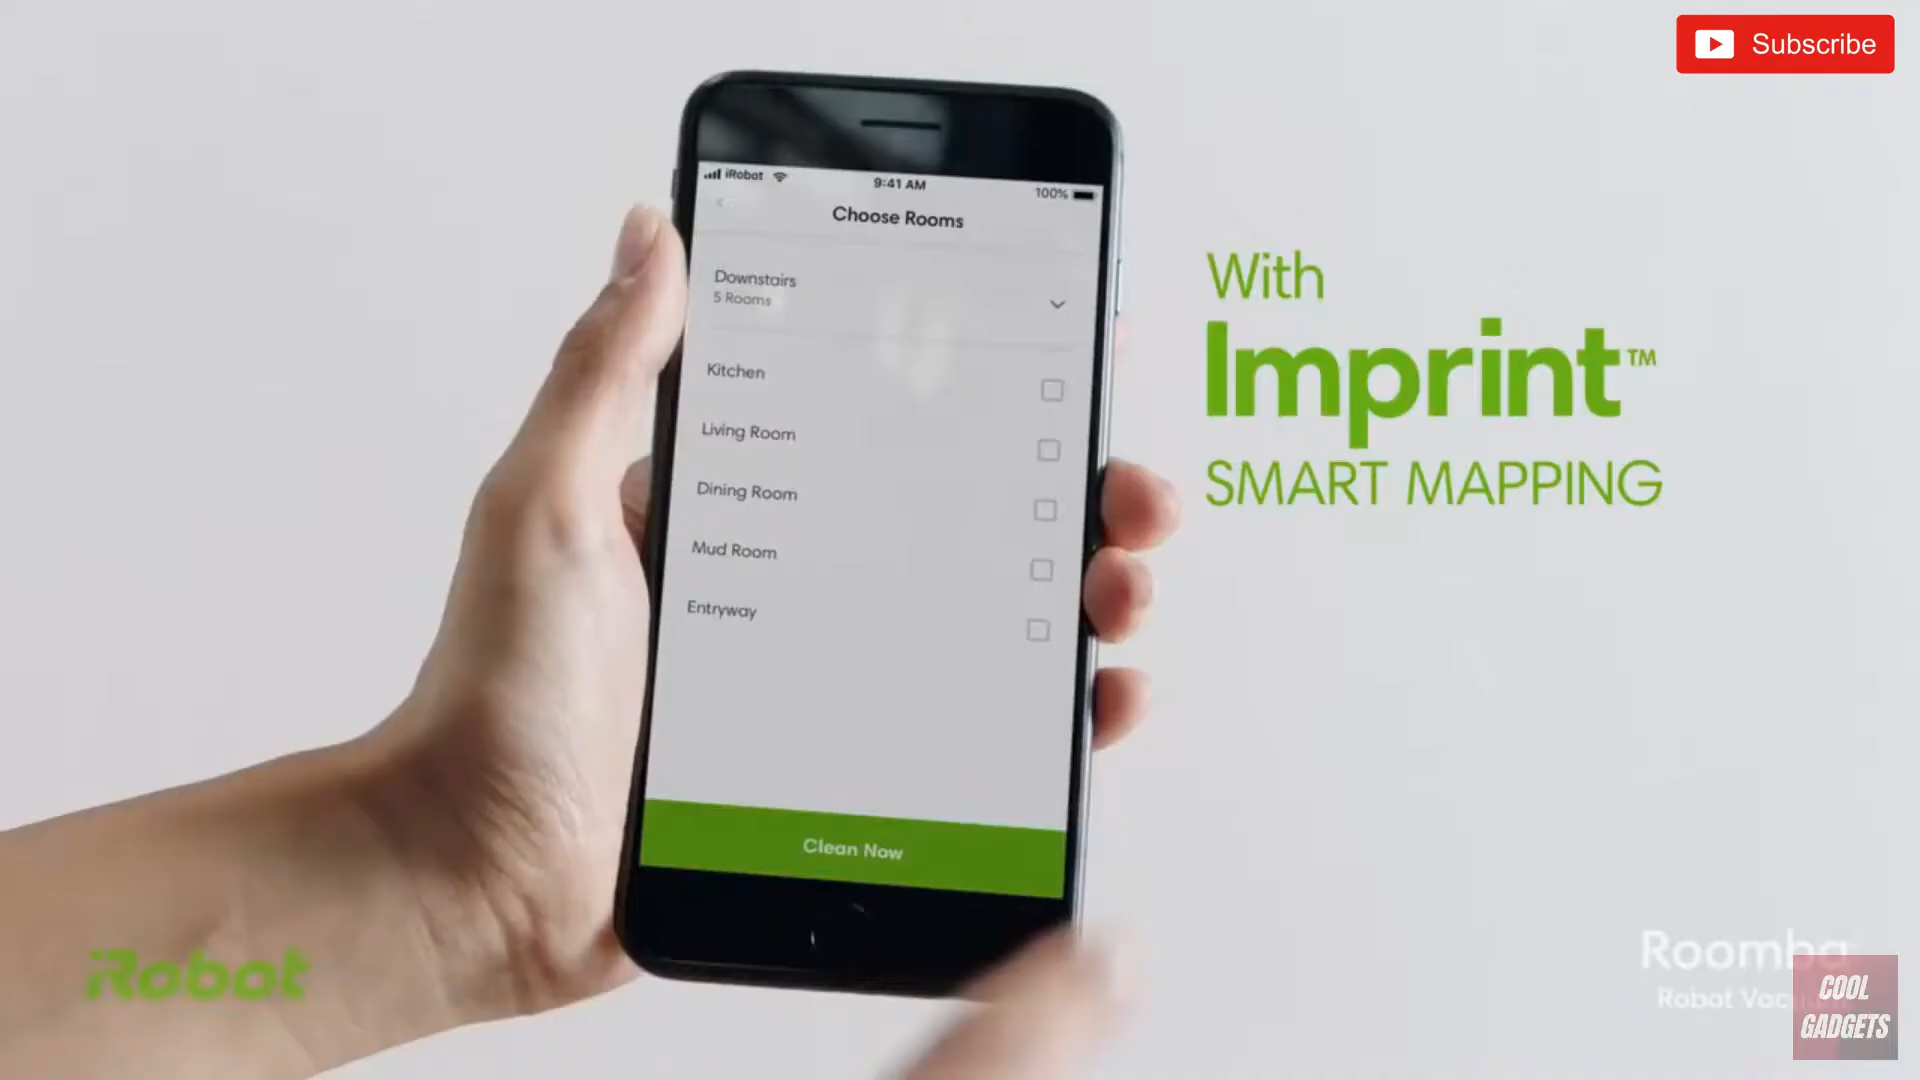 Subscribe
iRobot
9:41 AM
100%
Choose Rooms
Downstairs
5 Rooms
Kitchen
Living Room
Dining Room
Mud Room
Entryway
Clean Now
With
Imprint™
SMART MAPPING
iRobot
Roomba
Robot
COOL
GADGETS